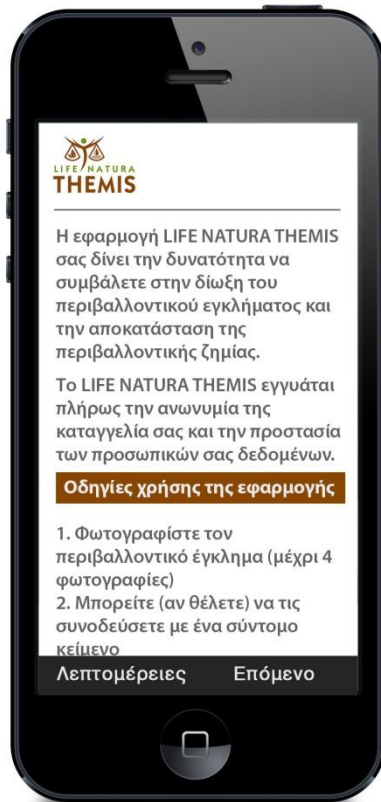 LIFE NATURA
THEMIS
Η εφαρμογή LIFE NATURA THEMIS
σας δίνει την δυνατότητα να
συμβάλετε στην δίωξη του
περιβαλλοντικού εγκλήματος και
την αποκατάσταση της
περιβαλλοντικής ζημίας.
Το LIFE NATURA THEMIS εγγυάται
πλήρως την ανωνυμία της
καταγγελία σας και την προστασία
των προσωπικών σας δεδομένων.
Οδηγίες χρήσης της εφαρμογής
1. Φωτογραφίστε τον
περιβαλλοντικό έγκλημα (μέχρι 4
φωτογραφίες)
2. Μπορείτε (αν θέλετε) να τις
συνοδεύσετε με ένα σύντομο
κείμενο
Λεπτομέρειες Επόμενο